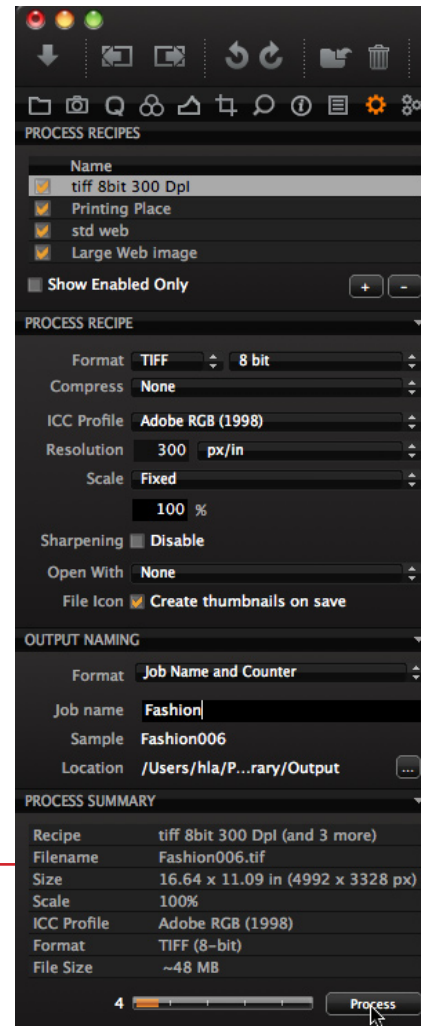 PROCESS RECIPES
Name
tiff 8bit 300 DpI
Printing Place
std web
Large Web image
Show Enabled Only + -
PROCESS RECIPE
Format TIFF 8 bit
Compress None
ICC Profile Adobe RGB (1998)
Resolution 300 px/in
Scale Fixed
100 %
Sharpening Disable
Open With None
File Icon Create thumbnails on save
OUTPUT NAMING
Format Job Name and Counter
Job name Fashion
Sample Fashion006
Location /Users/hla/P...rary/Output ...
PROCESS SUMMARY
Recipe tiff 8bit 300 DpI (and 3 more)
Filename Fashion006.tif
Size 16.64 x 11.09 in (4992 x 3328 px)
Scale 100%
ICC Profile Adobe RGB (1998)
Format TIFF (8-bit)
File Size ~48 MB
4 Process